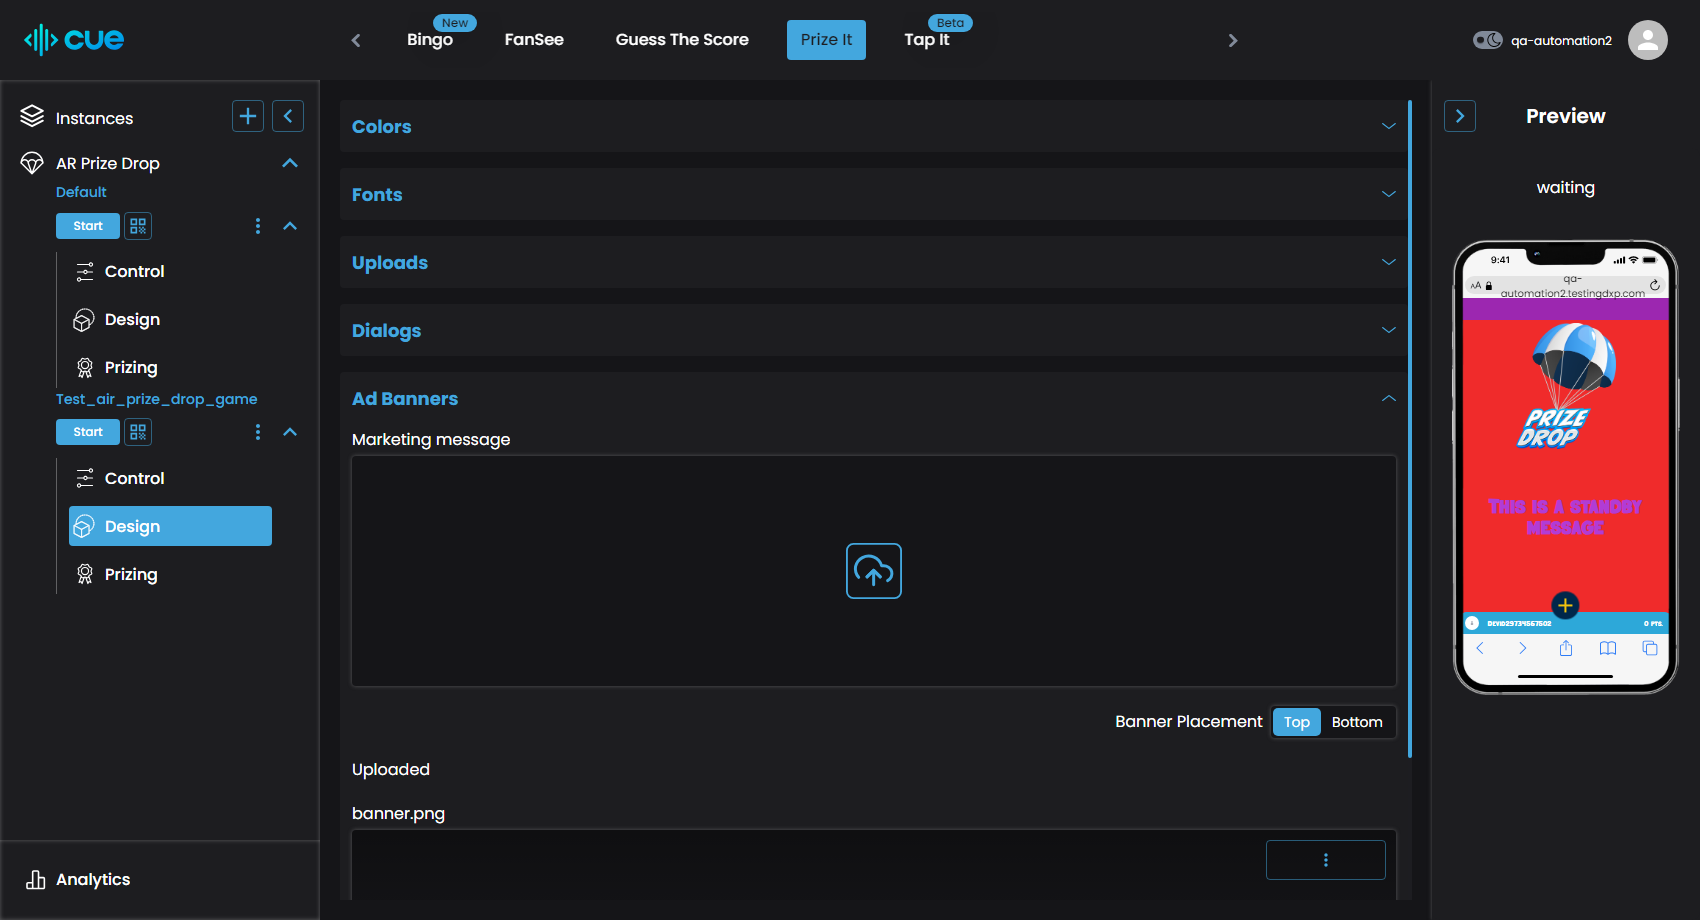 cue
New
Bingo
FanSee
Guess The Score
Prize It
Beta
Tap It
qa-automation2
Instances
AR Prize Drop
Default
Start
Control
Design
Prizing
Test_air_prize_drop_game
Start
Control
Design
Prizing
Analytics
Colors
Fonts
Uploads
Dialogs
Ad Banners
Marketing message
Banner Placement
Top
Bottom
Uploaded
banner.png
Preview
waiting
9:41
AA
qa-
automation2.testingdxp.com
PRIZE
DROP
THIS IS A STANDBY
MESSAGE
0 PTS.